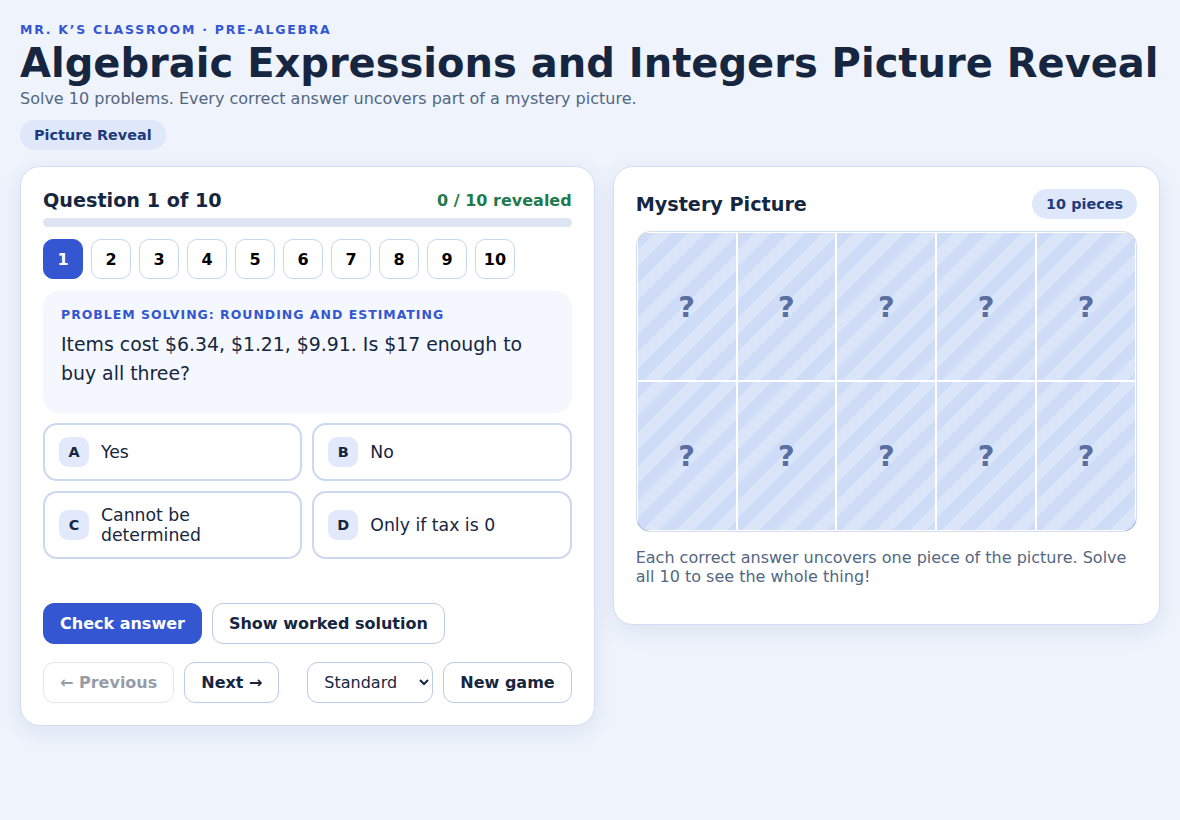 MR. K’S CLASSROOM · PRE-ALGEBRA
Algebraic Expressions and Integers Picture Reveal
Solve 10 problems. Every correct answer uncovers part of a mystery picture.
Picture Reveal
Question 1 of 10
0 / 10 revealed
1 2 3 4 5 6 7 8 9 10
PROBLEM SOLVING: ROUNDING AND ESTIMATING
Items cost $6.34, $1.21, $9.91. Is $17 enough to
buy all three?
A Yes
B No
C Cannot be
determined
D Only if tax is 0
Check answer
Show worked solution
← Previous
Next →
Standard
New game
Mystery Picture
10 pieces
? ? ? ? ?
? ? ? ? ?
Each correct answer uncovers one piece of the picture. Solve
all 10 to see the whole thing!